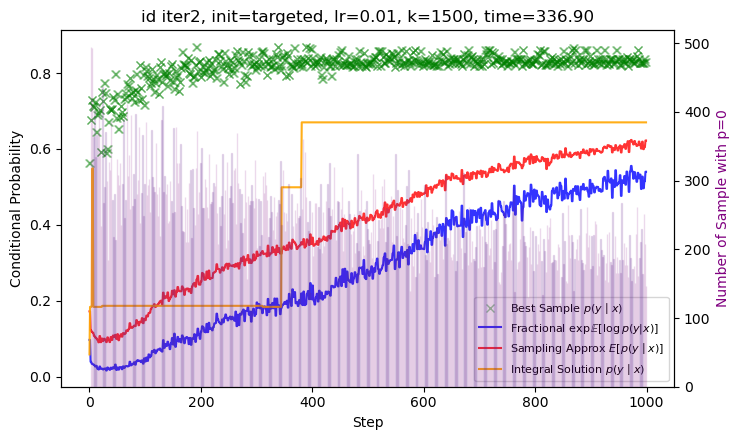 id iter2, init=targeted, lr=0.01, k=1500, time=336.90
Conditional Probability
0.8
0.6
0.4
0.2
0.0
500
400
300
200
100
0
Number of Sample with p=0
Best Sample p(y | x)
Fractional exp𝔼[log p(y|x)]
Sampling Approx E[p(y | x)]
Integral Solution p(y | x)
0 200 400 600 800 1000
Step